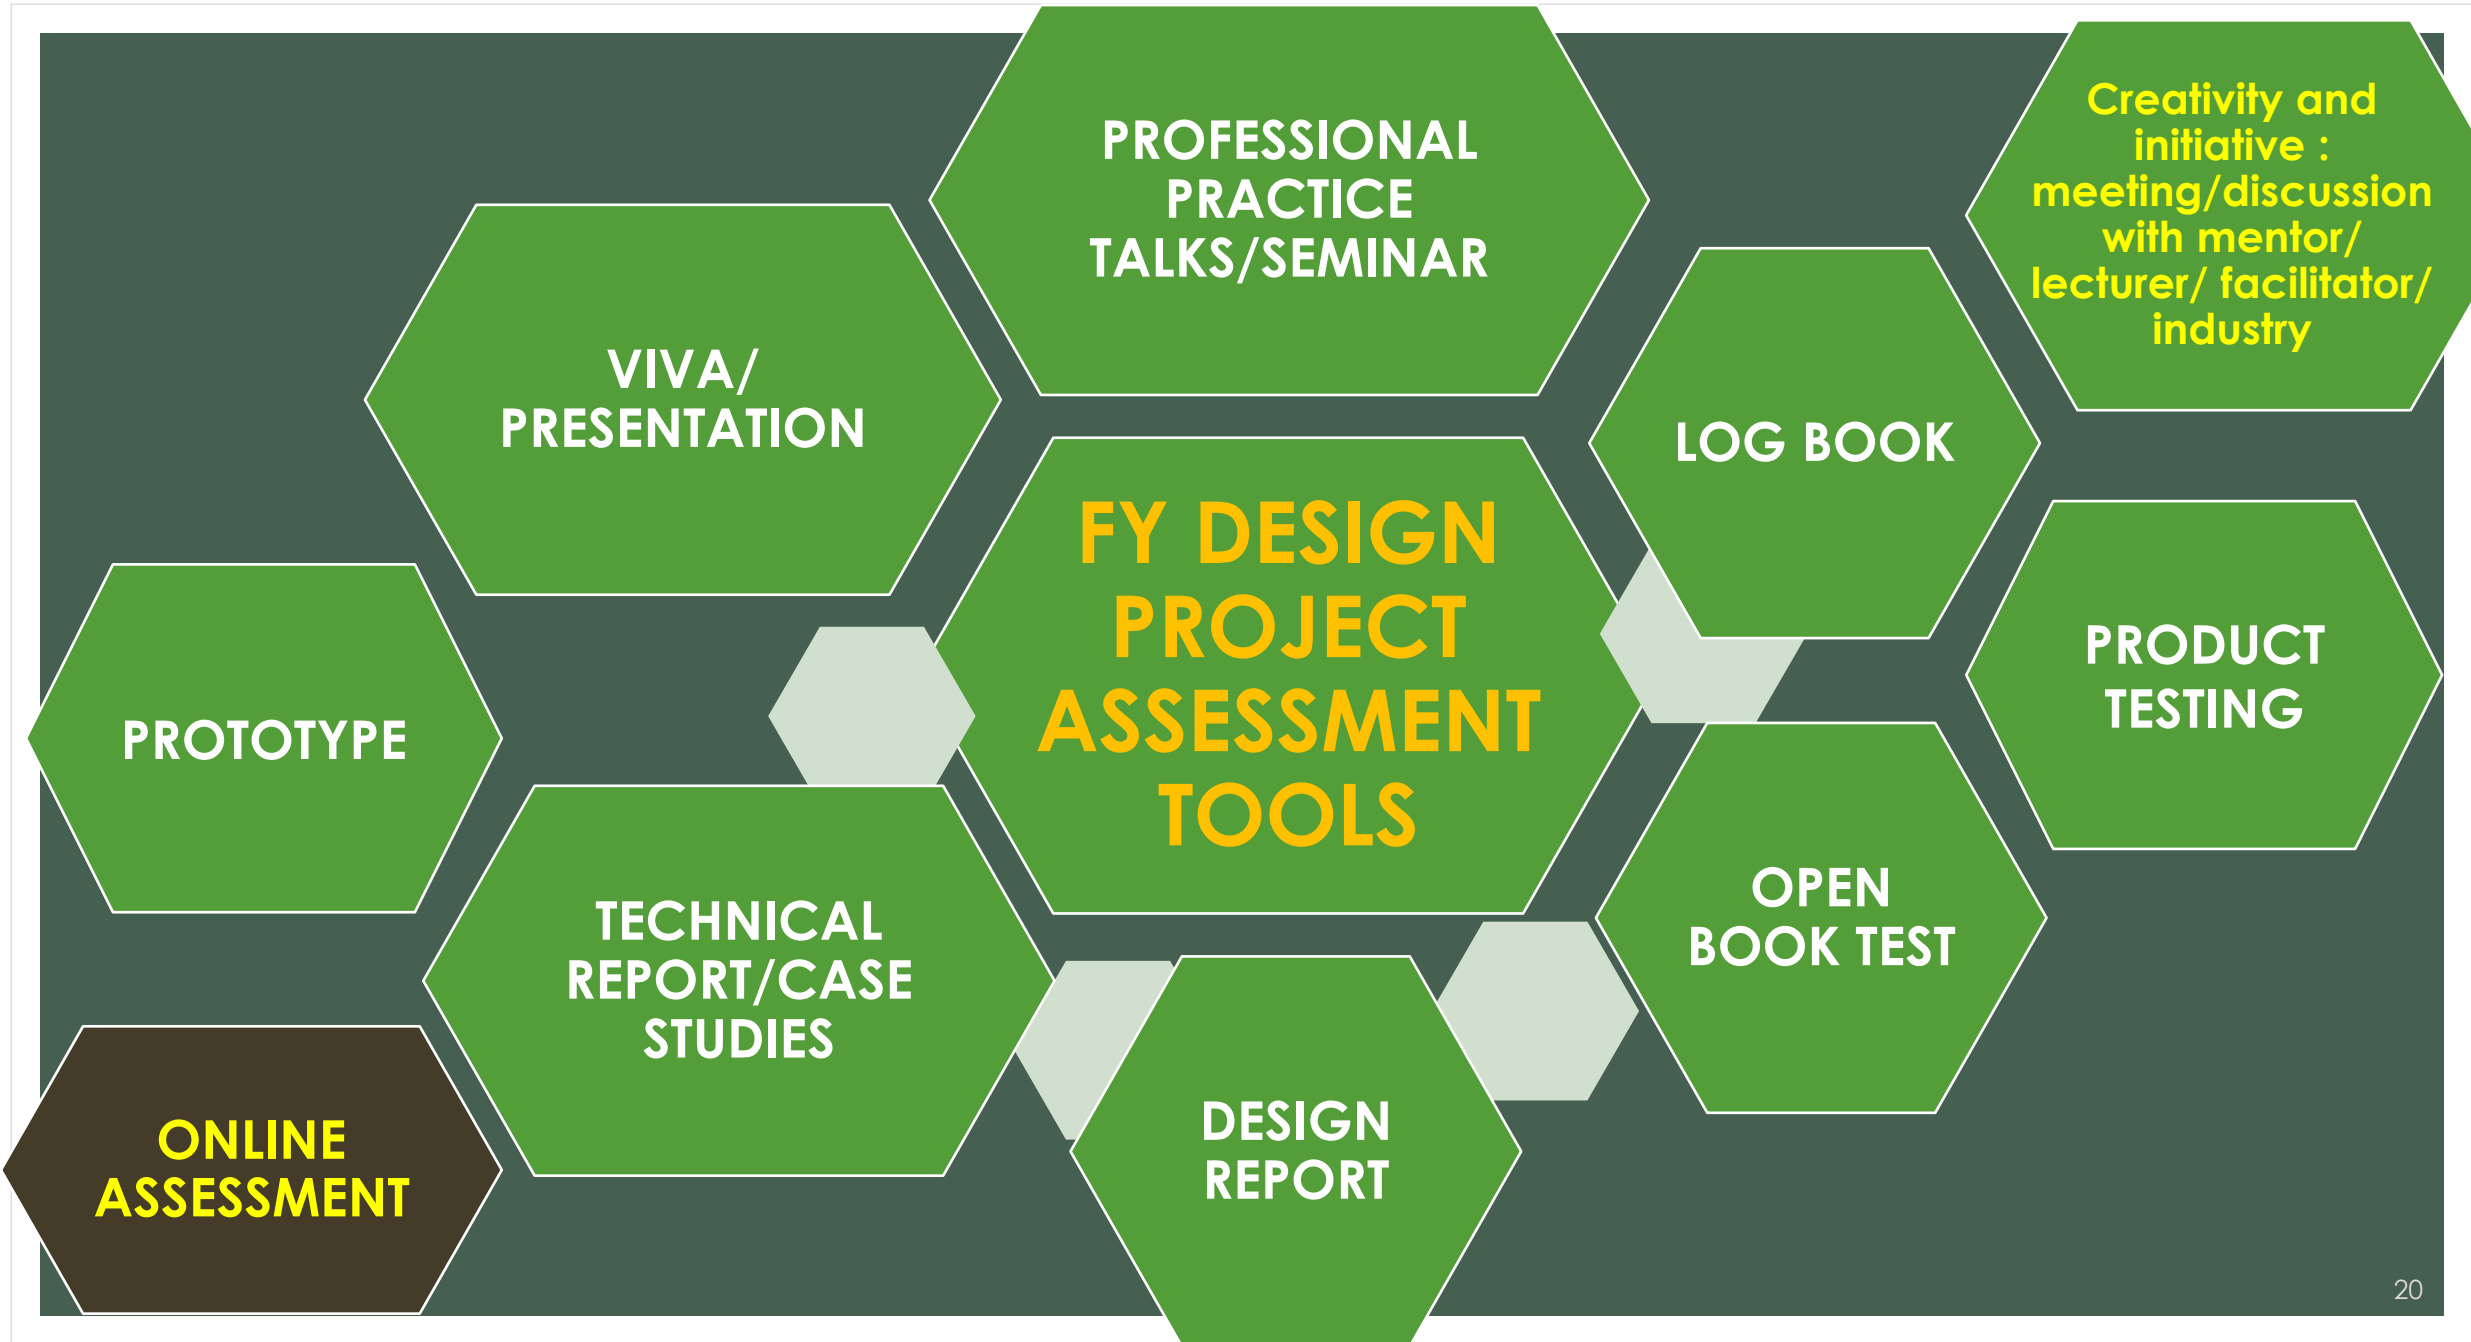 PROFESSIONAL
PRACTICE
TALKS/SEMINAR
Creativity and
initiative :
meeting/discussion
with mentor/
lecturer/ facilitator/
industry
VIVA/
PRESENTATION
LOG BOOK
FY DESIGN
PROJECT
ASSESSMENT
TOOLS
PROTOTYPE
PRODUCT
TESTING
TECHNICAL
REPORT/CASE
STUDIES
OPEN
BOOK TEST
ONLINE
ASSESSMENT
DESIGN
REPORT
20